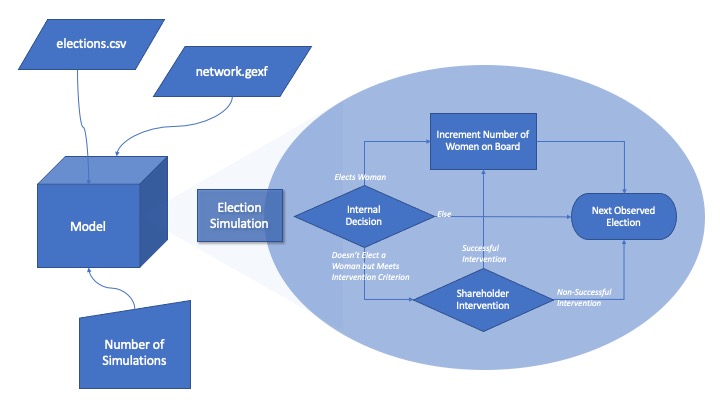 elections.csv
network.gexf
Model
Number of
Simulations
Election
Simulation
Increment Number of
Women on Board
Elects Woman
Internal
Decision
Else
Next Observed
Election
Doesn't Elect a
Woman but Meets
Intervention Criterion
Successful
Intervention
Shareholder
Intervention
Non-Successful
Intervention